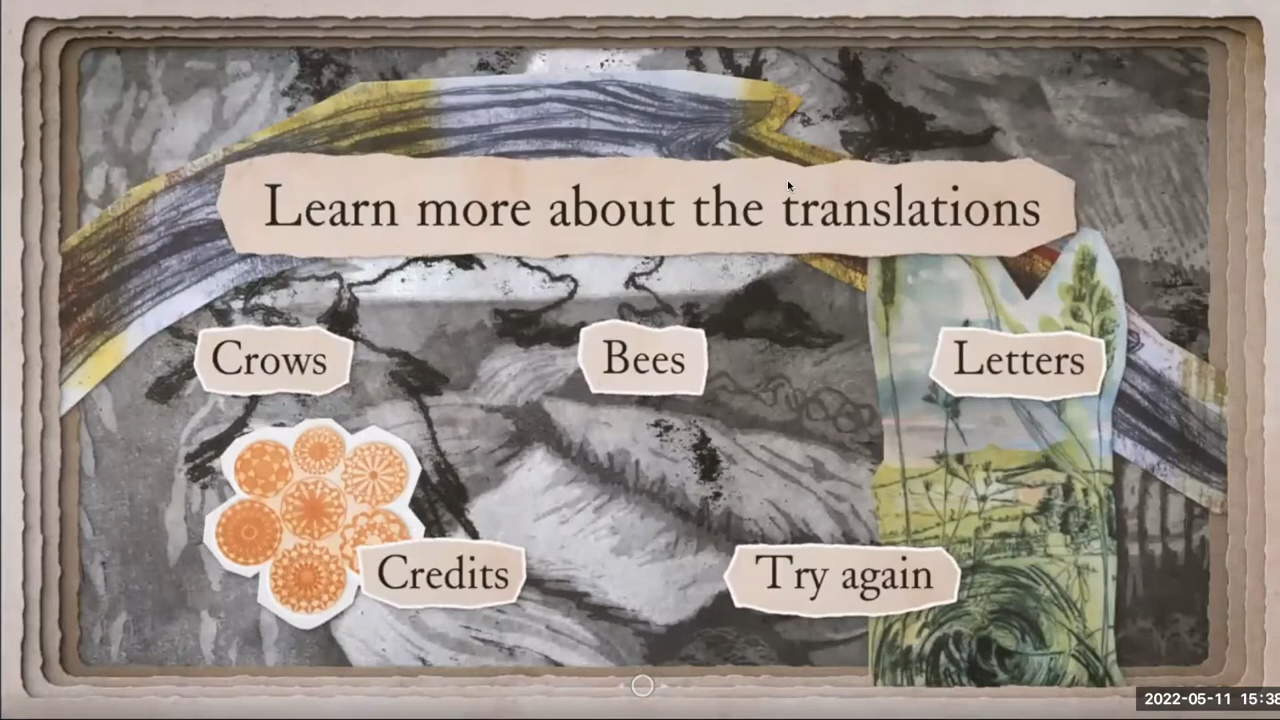 Learn more about the translations
Crows
Bees
Letters
Credits
Try again
2022-05-11 15:38